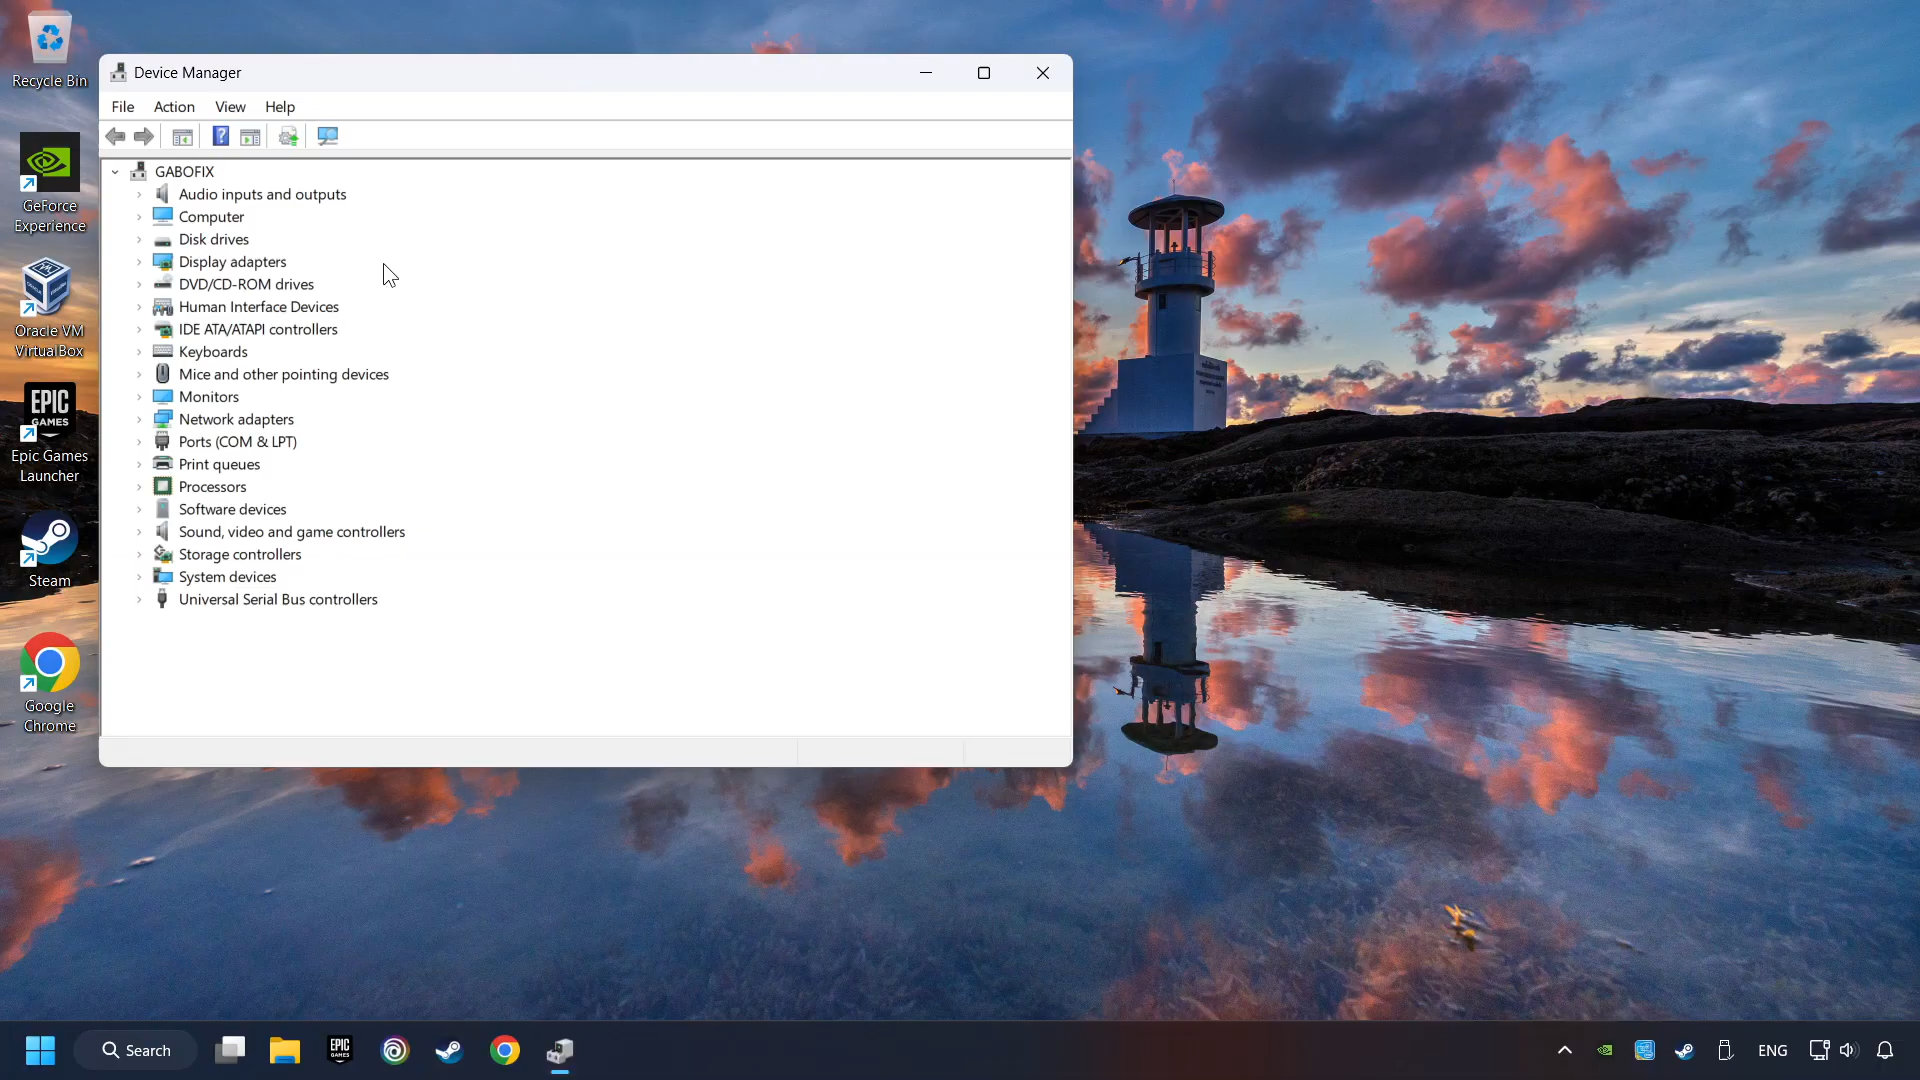 Recycle Bin
GeForce
Experience
Oracle VM
VirtualBox
EPIC
GAMES
Epic Games
Launcher
Steam
Google
Chrome
Device Manager
File Action View Help
GABOFIX
Audio inputs and outputs
Computer
Disk drives
Display adapters
DVD/CD-ROM drives
Human Interface Devices
IDE ATA/ATAPI controllers
Keyboards
Mice and other pointing devices
Monitors
Network adapters
Ports (COM & LPT)
Print queues
Processors
Software devices
Sound, video and game controllers
Storage controllers
System devices
Universal Serial Bus controllers
Search
EPIC
GAMES
ENG